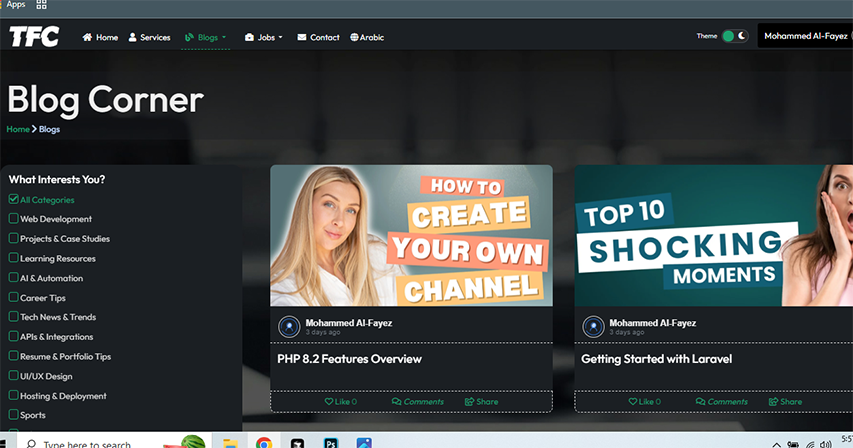 Apps
TFC
Home
Services
Blogs
Jobs
Contact
Arabic
Theme
Mohammed Al-Fayez
Blog Corner
Home > Blogs
What Interests You?
All Categories
Web Development
Projects & Case Studies
Learning Resources
AI & Automation
Career Tips
Tech News & Trends
APIs & Integrations
Resume & Portfolio Tips
UI/UX Design
Hosting & Deployment
Sports
HOW TO
CREATE
YOUR OWN
CHANNEL
Mohammed Al-Fayez
3 days ago
PHP 8.2 Features Overview
Like 0
Comments
Share
TOP 10
SHOCKING
MOMENTS
Mohammed Al-Fayez
3 days ago
Getting Started with Laravel
Like 0
Comments
Share
Type here to search
Ps